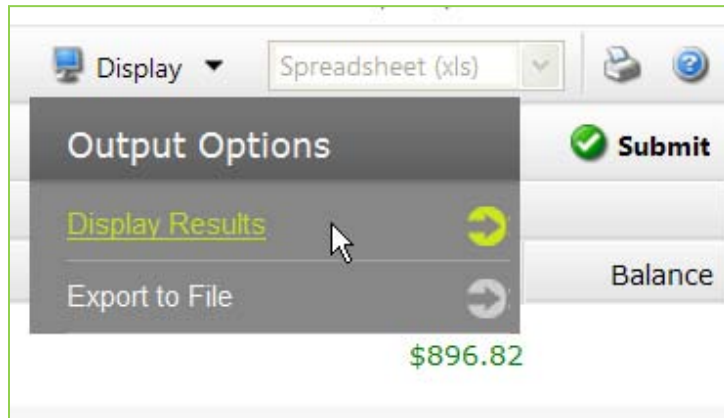 Display Spreadsheet (xls)
Output Options
Submit
Display Results
Export to File
Balance
$896.82